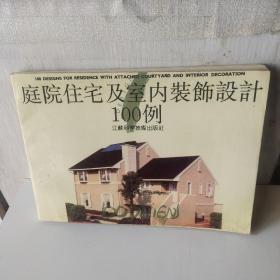 100 DESIGNS FOR RESIDENCE WITH ATTACHED COURTYARD AND INTERIOR DECORATION
庭院住宅及室内裝飾設計
100例
江蘇科學技術出版社